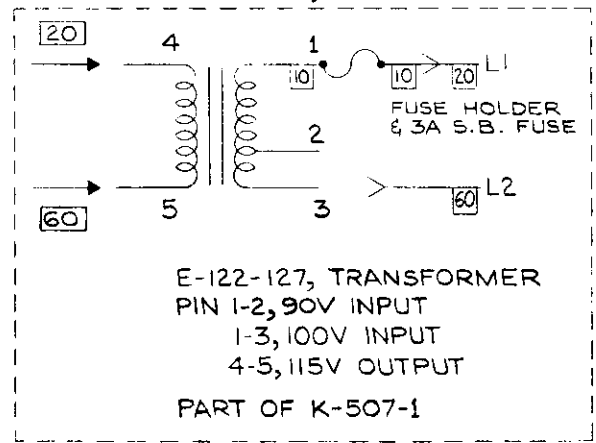 20
4
1
10
10
20
L1
FUSE HOLDER
& 3A S.B. FUSE
2
60
5
3
60
L2
E-122-127, TRANSFORMER
PIN 1-2, 90V INPUT
1-3, 100V INPUT
4-5, 115V OUTPUT
PART OF K-507-1